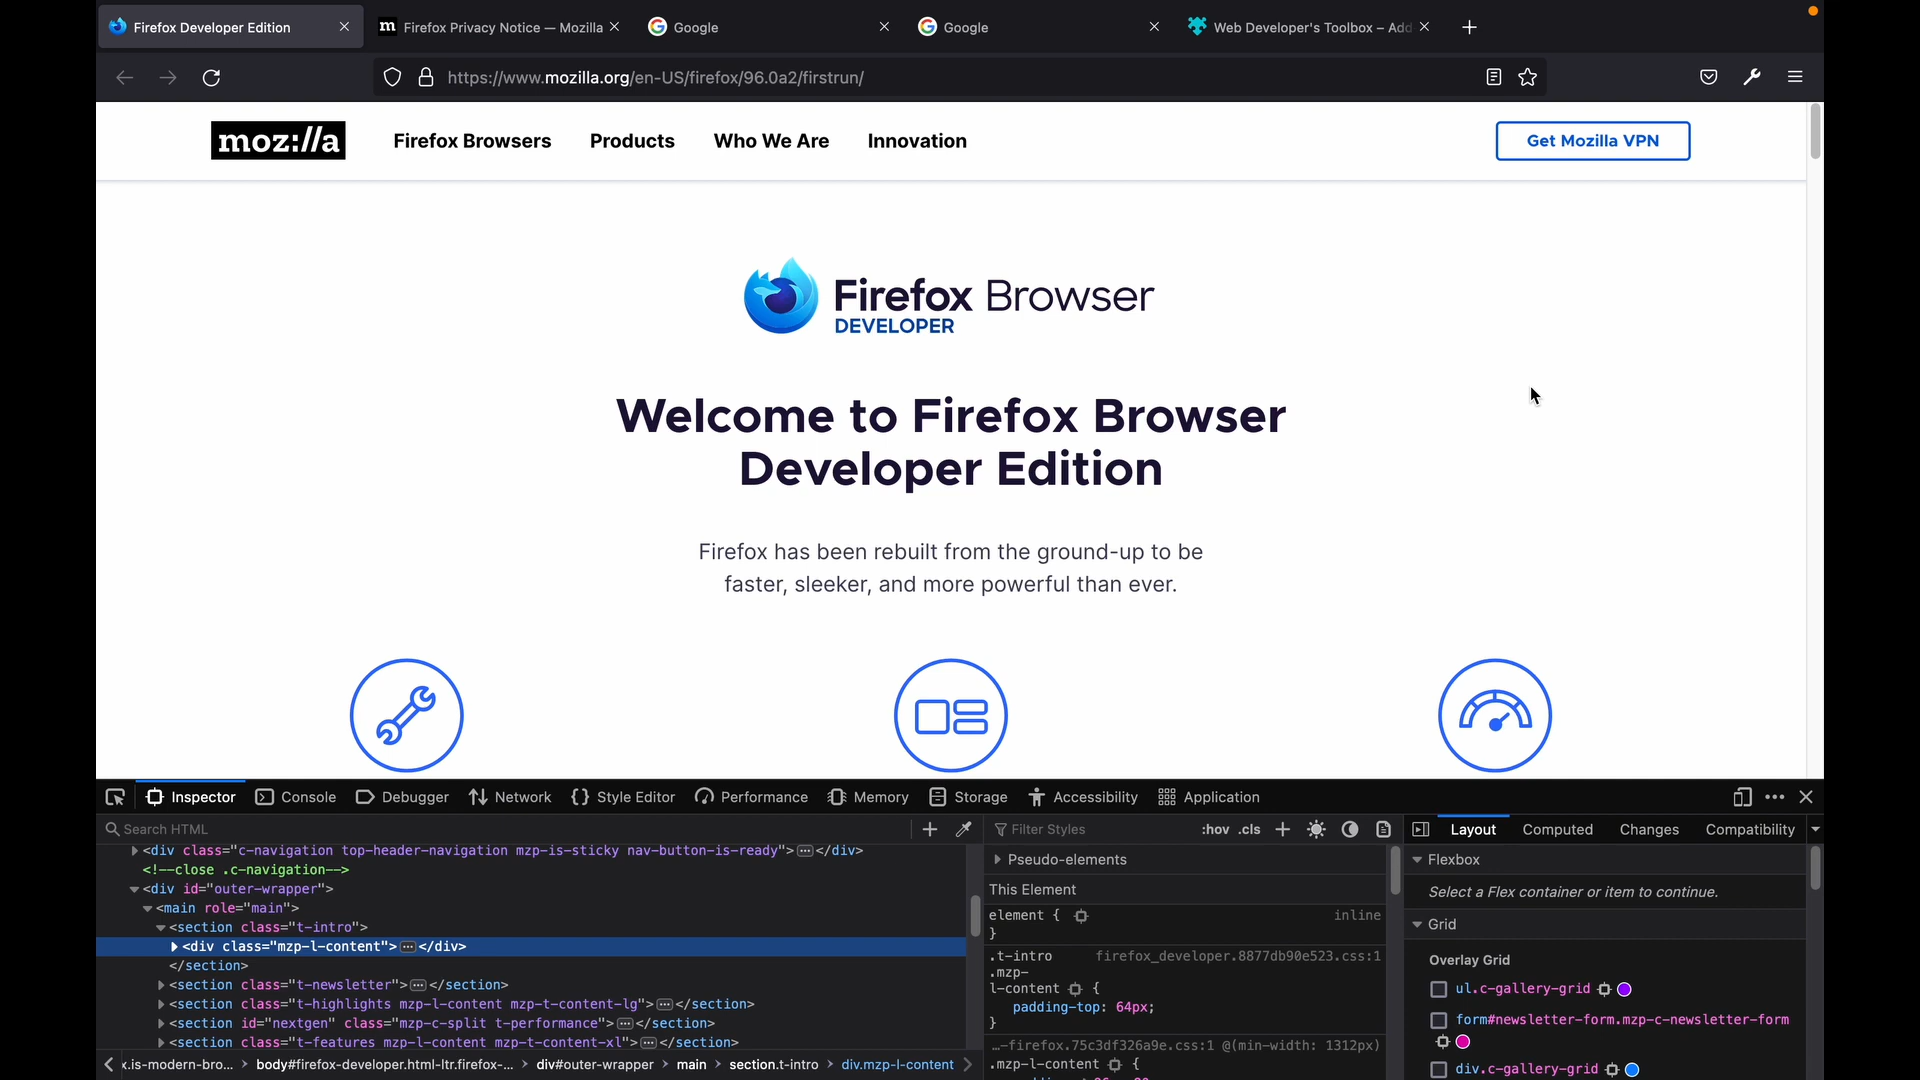 Firefox Developer Edition
Firefox Privacy Notice — Mozilla
Google
Google
Web Developer's Toolbox – Add
https://www.mozilla.org/en-US/firefox/96.0a2/firstrun/
moz://a
Firefox Browsers
Products
Who We Are
Innovation
Get Mozilla VPN
Firefox Browser
DEVELOPER
Welcome to Firefox Browser
Developer Edition
Firefox has been rebuilt from the ground-up to be
faster, sleeker, and more powerful than ever.
Inspector
Console
Debugger
Network
Style Editor
Performance
Memory
Storage
Accessibility
Application
Search HTML
<div class="c-navigation top-header-navigation mzp-is-sticky nav-button-is-ready">…</div>
<!--close .c-navigation-->
<div id="outer-wrapper">
<main role="main">
<section class="t-intro">
<div class="mzp-l-content">…</div>
</section>
<section class="t-newsletter">…</section>
<section class="t-highlights mzp-l-content mzp-t-content-lg">…</section>
<section id="nextgen" class="mzp-c-split t-performance">…</section>
<section class="t-features mzp-l-content mzp-t-content-xl">…</section>
x.is-modern-bro...
body#firefox-developer.html-ltr.firefox-...
div#outer-wrapper
main
section.t-intro
div.mzp-l-content
Filter Styles
:hov .cls
Pseudo-elements
This Element
element {
inline
}
.t-intro
firefox_developer.8877db90e523.css:1
.mzp-
l-content {
padding-top: 64px;
}
…-firefox.75c3df326a9e.css:1 @(min-width: 1312px)
.mzp-l-content {
Layout
Computed
Changes
Compatibility
Flexbox
Select a Flex container or item to continue.
Grid
Overlay Grid
ul.c-gallery-grid
form#newsletter-form.mzp-c-newsletter-form
div.c-gallery-grid